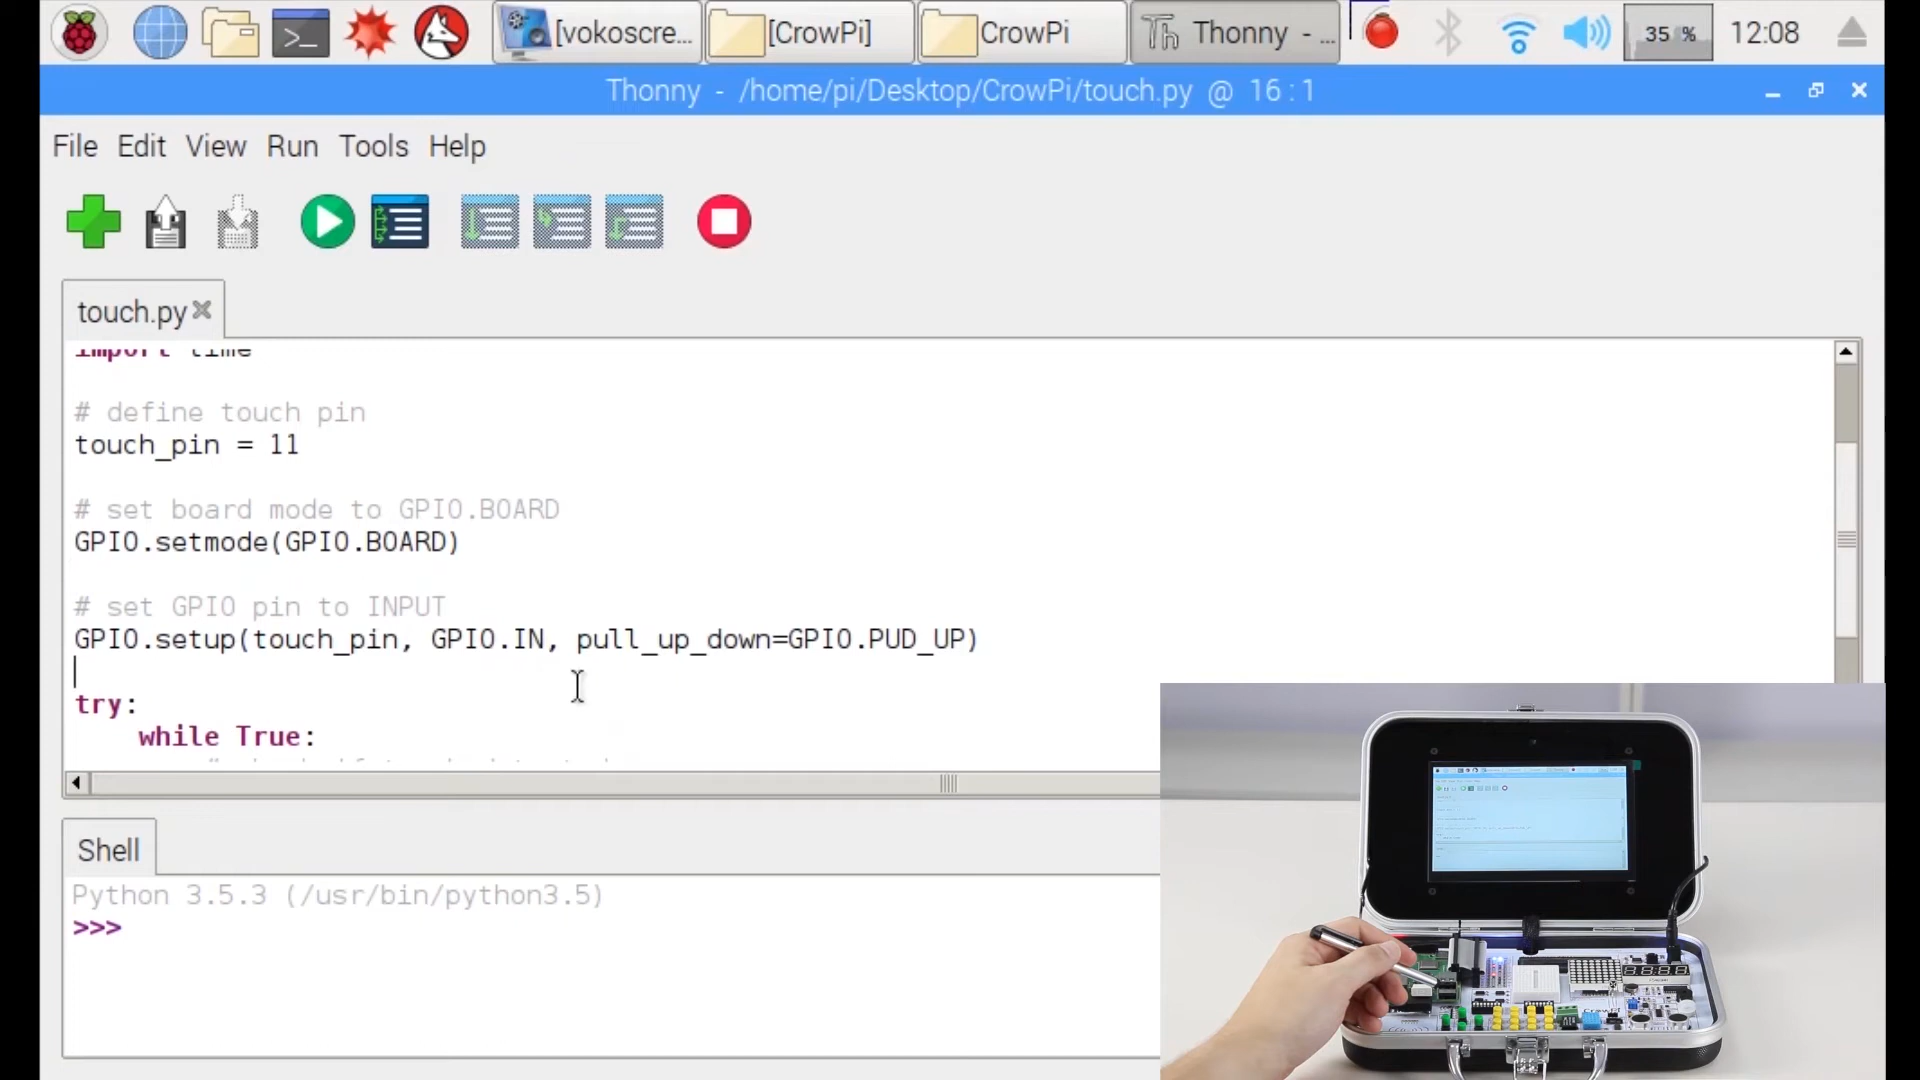 [vokoscre... [CrowPi] CrowPi Thonny - ... 35 % 12:08
Thonny - /home/pi/Desktop/CrowPi/touch.py @ 16:1
File Edit View Run Tools Help
touch.py
import time
# define touch pin
touch_pin = 11
# set board mode to GPIO.BOARD
GPIO.setmode(GPIO.BOARD)
# set GPIO pin to INPUT
GPIO.setup(touch_pin, GPIO.IN, pull_up_down=GPIO.PUD_UP)
try:
while True:
Shell
Python 3.5.3 (/usr/bin/python3.5)
>>>